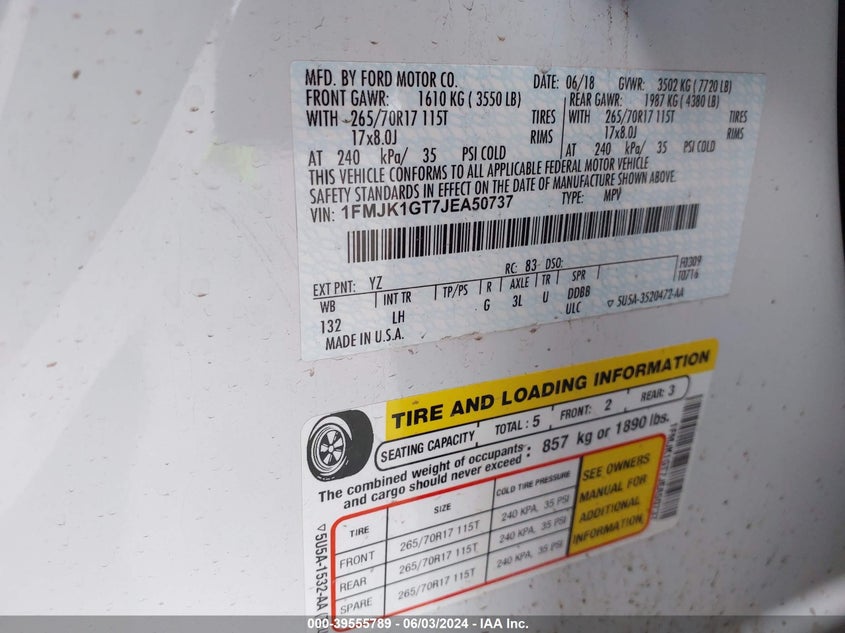 MFD. BY FORD MOTOR CO. DATE: 06/18 GVWR: 3502 KG ( 7720 LB)
FRONT GAWR: 1610 KG ( 3550 LB) REAR GAWR: 1987 KG ( 4380 LB)
WITH 265/70R17 115T TIRES WITH 265/70R17 115T TIRES
17x8.0J RIMS 17x8.0J RIMS
AT 240 kPa/ 35 PSI COLD AT 240 kPa/ 35 PSI COLD
THIS VEHICLE CONFORMS TO ALL APPLICABLE FEDERAL MOTOR VEHICLE
SAFETY STANDARDS IN EFFECT ON THE DATE OF MANUFACTURE SHOWN ABOVE.
VIN: 1FMJK1GT7JEA50737 TYPE: MPV
EXT PNT: YZ RC: 83 DSO: F0309
T0716
WB INT TR TP/PS R AXLE TR SPR
132 LH G 3L U DDBB
ULC
MADE IN U.S.A. 5U5A-3520472-AA
TIRE AND LOADING INFORMATION
SEATING CAPACITY TOTAL : 5 FRONT: 2 REAR: 3
The combined weight of occupants
and cargo should never exceed : 857 kg or 1890 lbs.
TIRE SIZE COLD TIRE PRESSURE
FRONT 265/70R17 115T 240 KPA, 35 PSI
REAR 265/70R17 115T 240 KPA, 35 PSI
SPARE 265/70R17 115T 240 KPA, 35 PSI
SEE OWNERS
MANUAL FOR
ADDITIONAL
INFORMATION
5U5A-1532-AA
000-39555789 - 06/03/2024 - IAAI.com